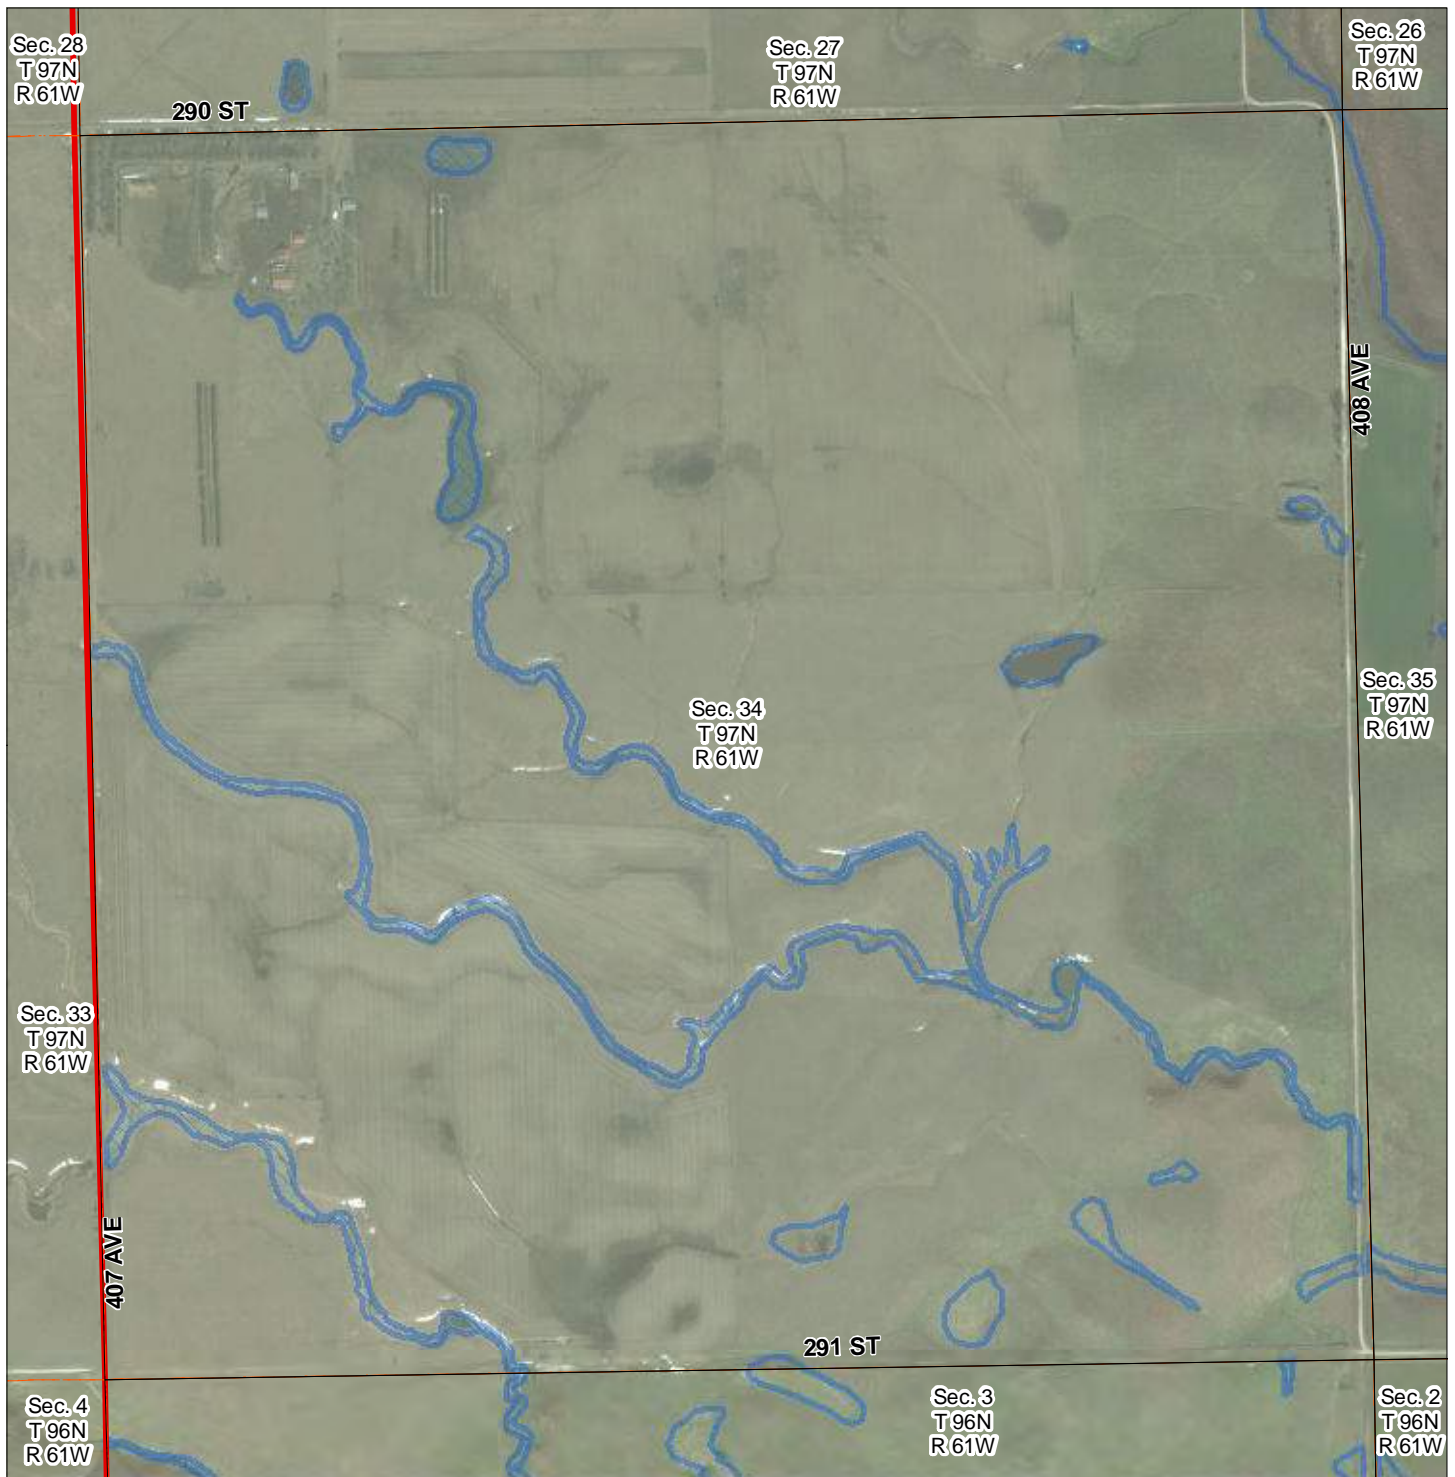 Sec. 28
T 97N
R 61W
Sec. 27
T 97N
R 61W
Sec. 26
T 97N
R 61W
290 ST
408 AVE
Sec. 34
T 97N
R 61W
Sec. 35
T 97N
R 61W
Sec. 33
T 97N
R 61W
407 AVE
291 ST
Sec. 4
T 96N
R 61W
Sec. 3
T 96N
R 61W
Sec. 2
T 96N
R 61W